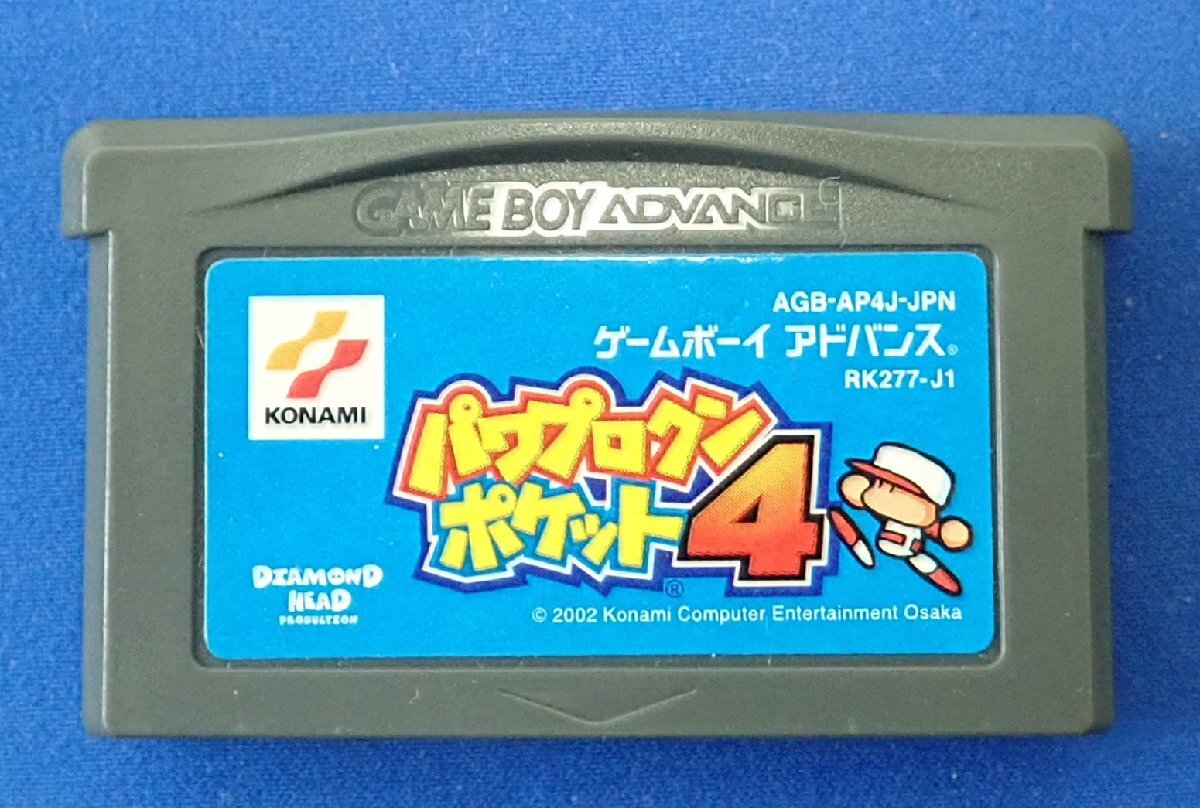 GAME BOY ADVANCE
KONAMI
AGB-AP4J-JPN
ゲームボーイ アドバンス®
RK277-J1
パワプロクン
ポケット4®
DIAMOND
HEAD
PRODUCTION
© 2002 Konami Computer Entertainment Osaka